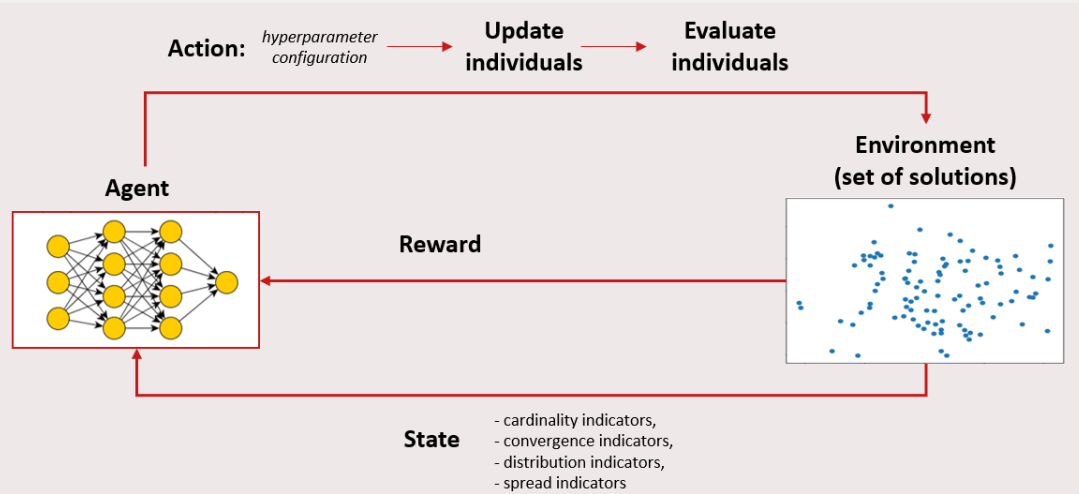 Action:
hyperparameter
configuration
Update
individuals
Evaluate
individuals
Environment
(set of solutions)
Agent
Reward
State
- cardinality indicators,
- convergence indicators,
- distribution indicators,
- spread indicators